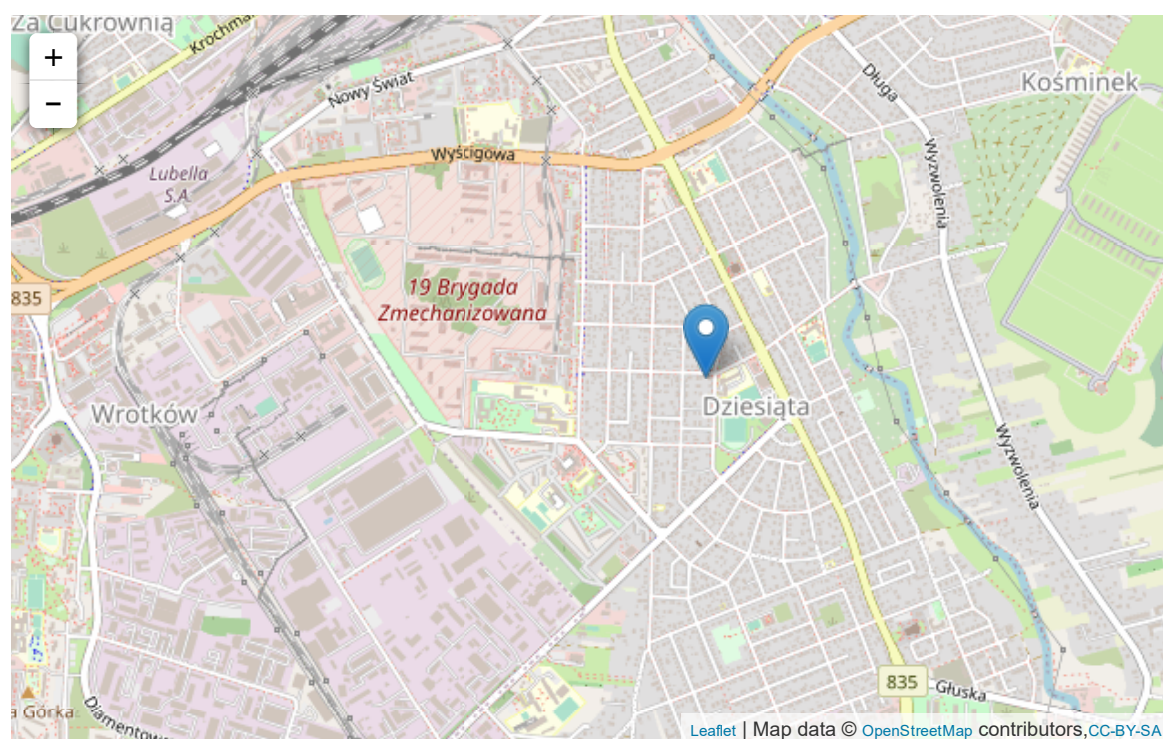 Za Cukrownią
Krochma
+
-
Nowy Świat
Długa
Kośminek
Wyścigowa
Wyzwolenia
Lubella
S.A.
835
19 Brygada
Zmechanizowana
Wrotków
Dziesiąta
Wyzwolenia
835
Głuska
a Górka
Diamentow
Leaflet | Map data © OpenStreetMap contributors,CC-BY-SA